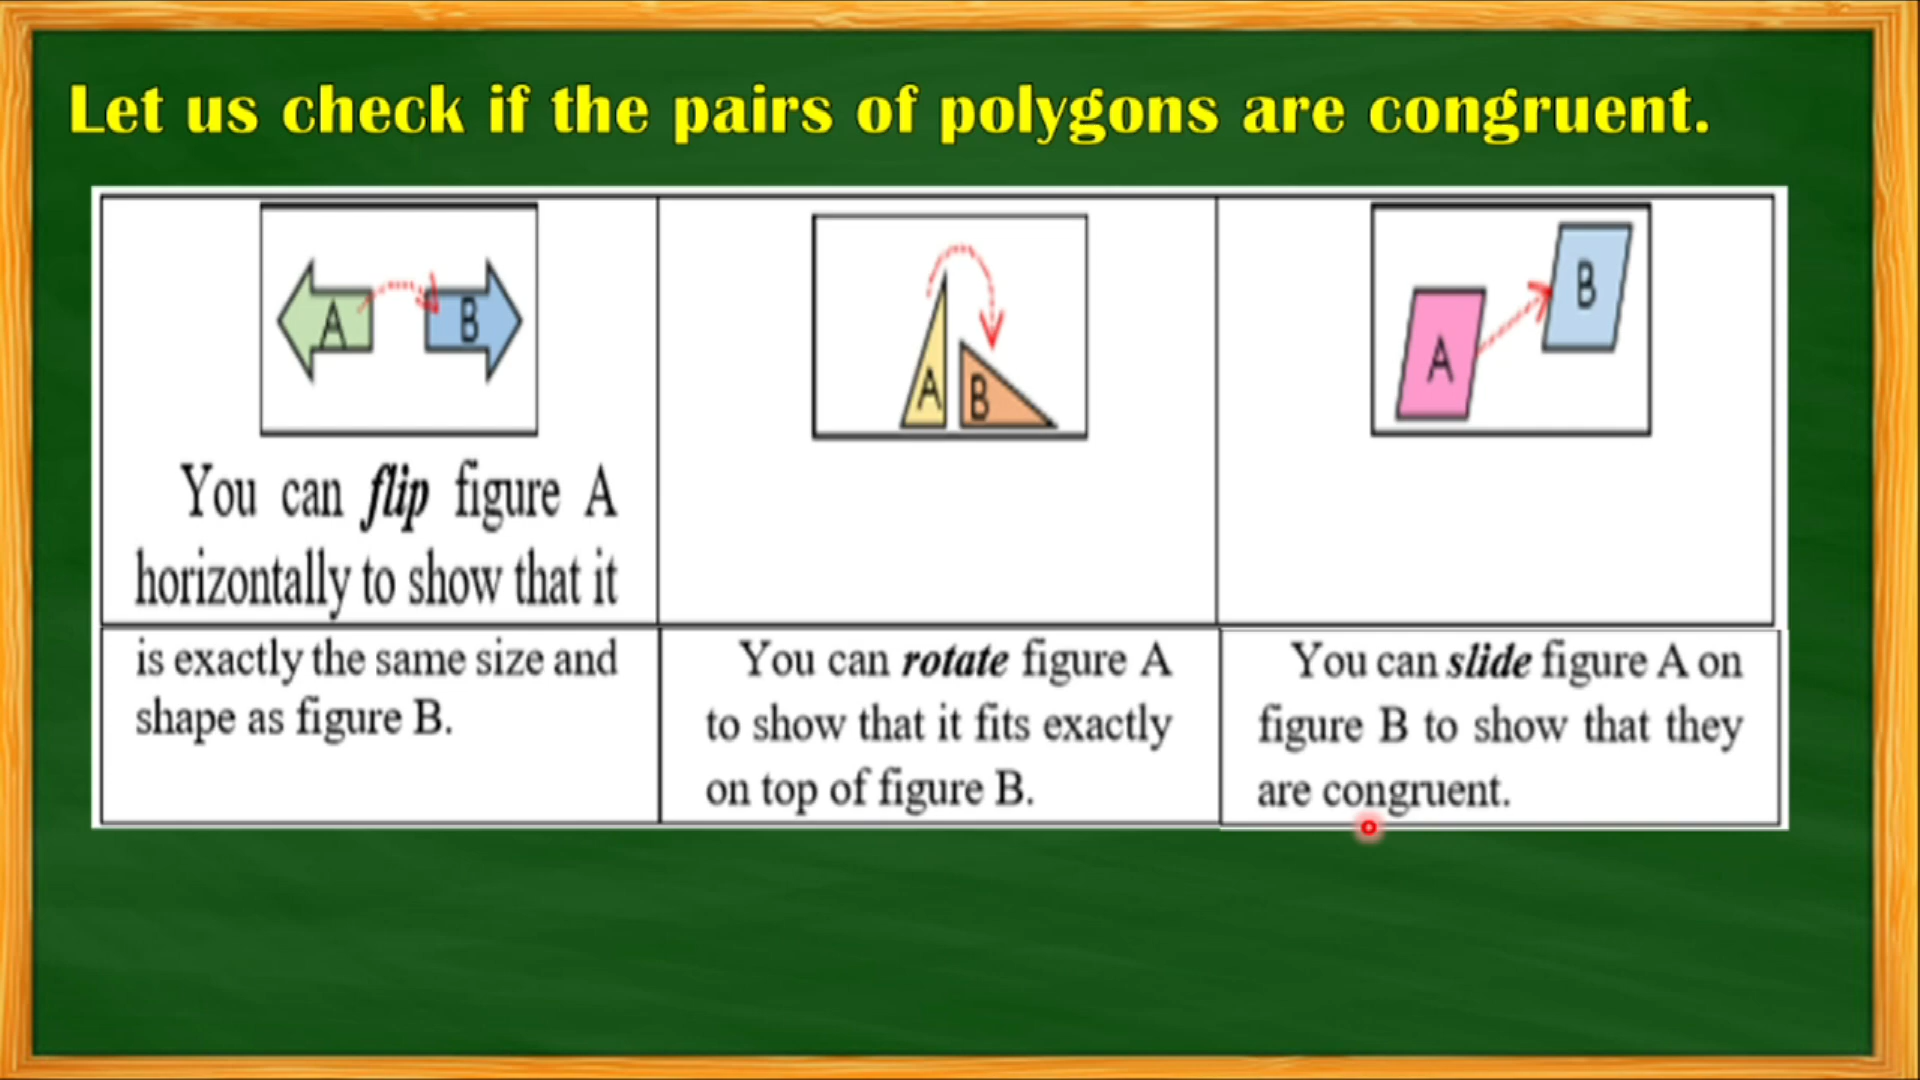 Let us check if the pairs of polygons are congruent.
A B
You can flip figure A
horizontally to show that it
is exactly the same size and
shape as figure B.
A B
You can rotate figure A
to show that it fits exactly
on top of figure B.
A B
You can slide figure A on
figure B to show that they
are congruent.